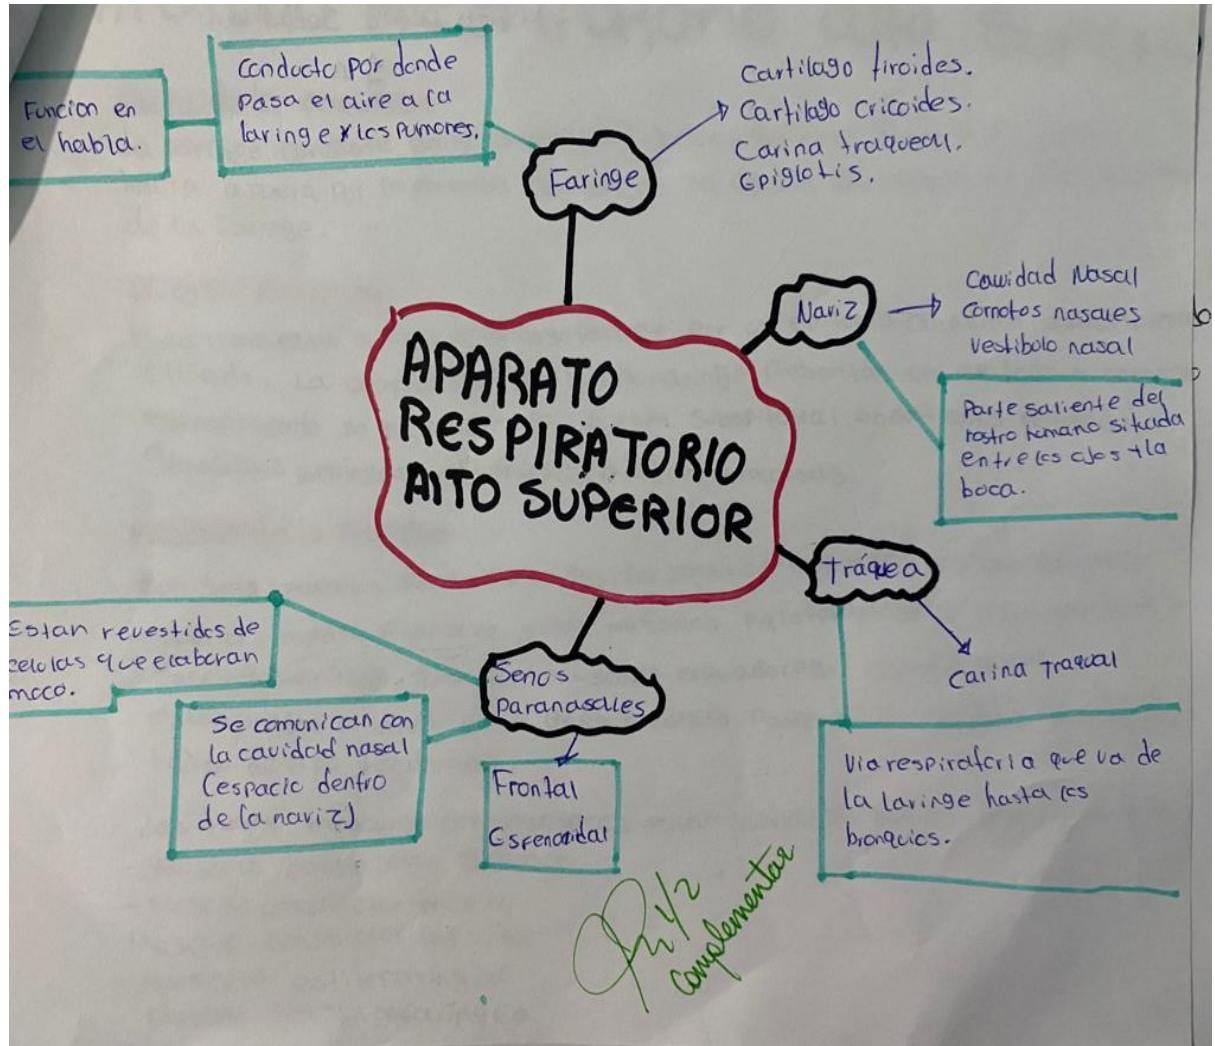 Funcion en
el habla.
Conducto por donde
pasa el aire a la
laringe y los pumones.
Faringe
Cartilago tiroides.
Cartilago cricoides.
Carina traqueal.
Epiglotis.
Nariz
Cavidad Nasal
Cornotos nasales
vestibolo nasal
Parte saliente del
rostro humano situada
entre los ojos y la
boca.
APARATO
RESPIRATORIO
AlTO SUPERIOR
tráquea
Carina traqual
Via respiratoria que va de
la laringe hasta los
bronquios.
Senos
paranasales
Estan revestidos de
celulas que elaboran
moco.
Se comunican con
la cavidad nasal
(espacio dentro
de la nariz)
Frontal
Esfenoidal
1/2
complementar